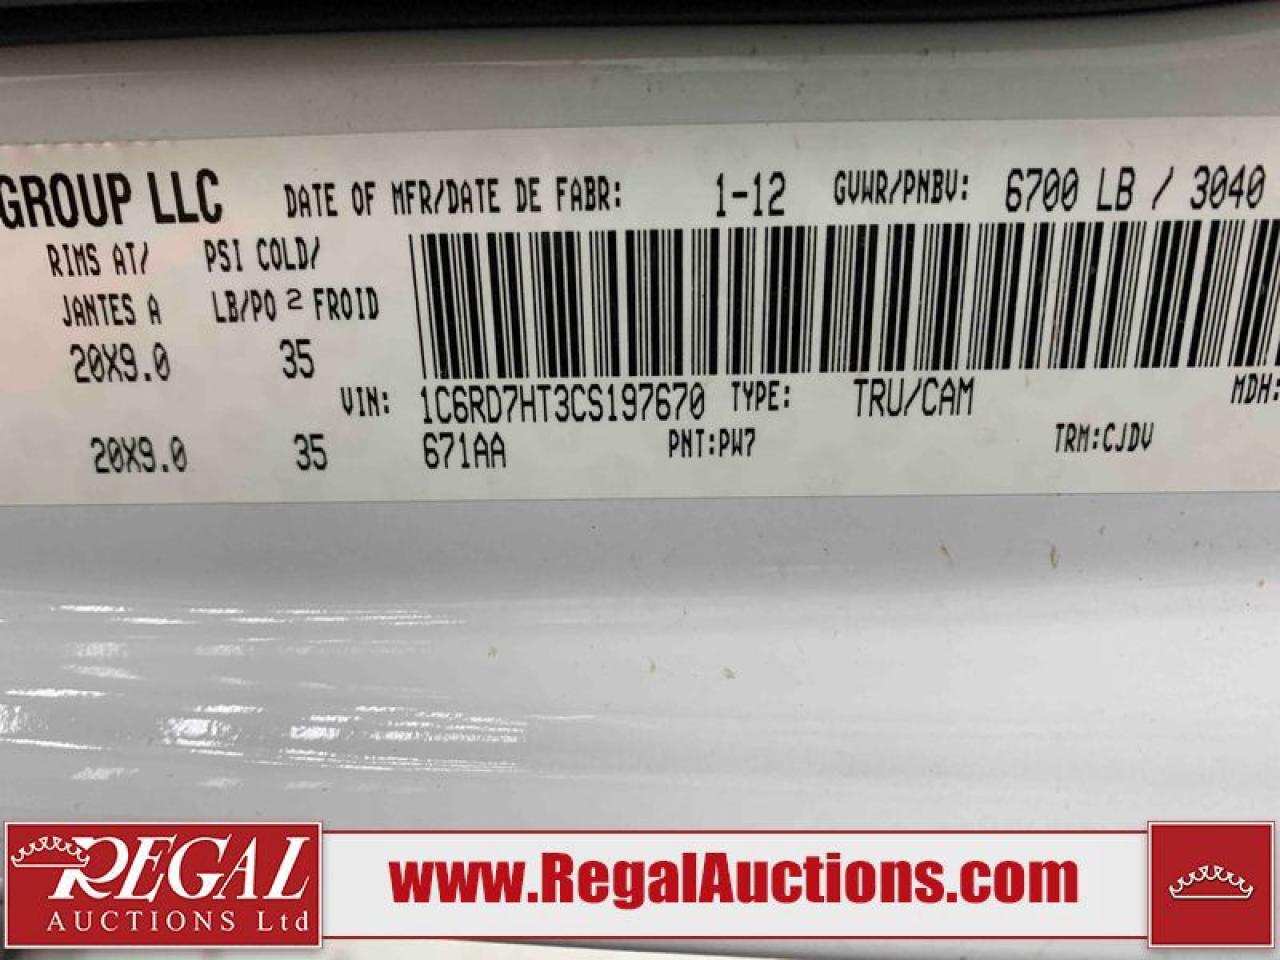 GROUP LLC DATE OF MFR/DATE DE FABR: 1-12 GVWR/PNBV: 6700 LB / 3040
RIMS AT/ PSI COLD/
JANTES A LB/PO 2 FROID
20X9.0 35
VIN: 1C6RD7HT3CS197670 TYPE: TRU/CAM MDH:
20X9.0 35 671AA PNT:PW7 TRM:CJDV
REGAL
AUCTIONS Ltd
www.RegalAuctions.com